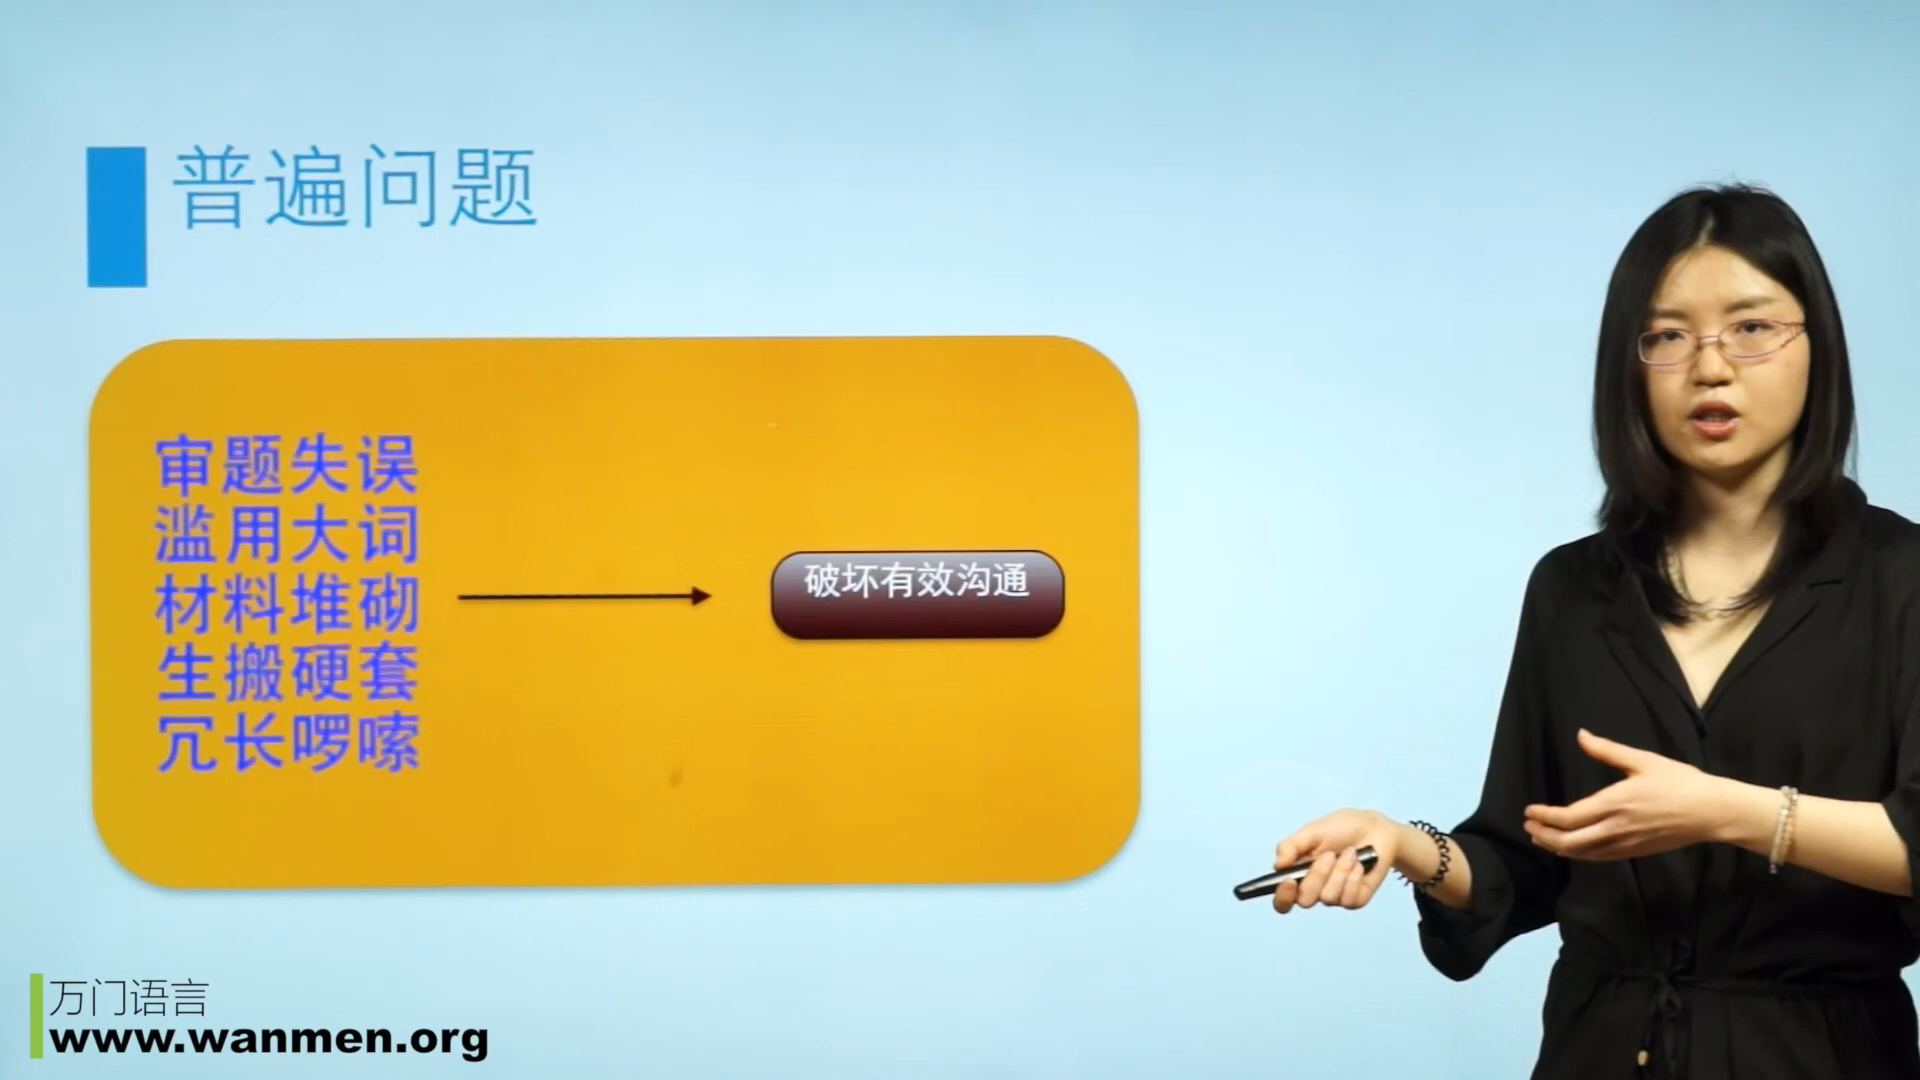 普遍问题
审题失误
滥用大词
材料堆砌
生搬硬套
冗长啰嗦
破坏有效沟通
万门语言
www.wanmen.org